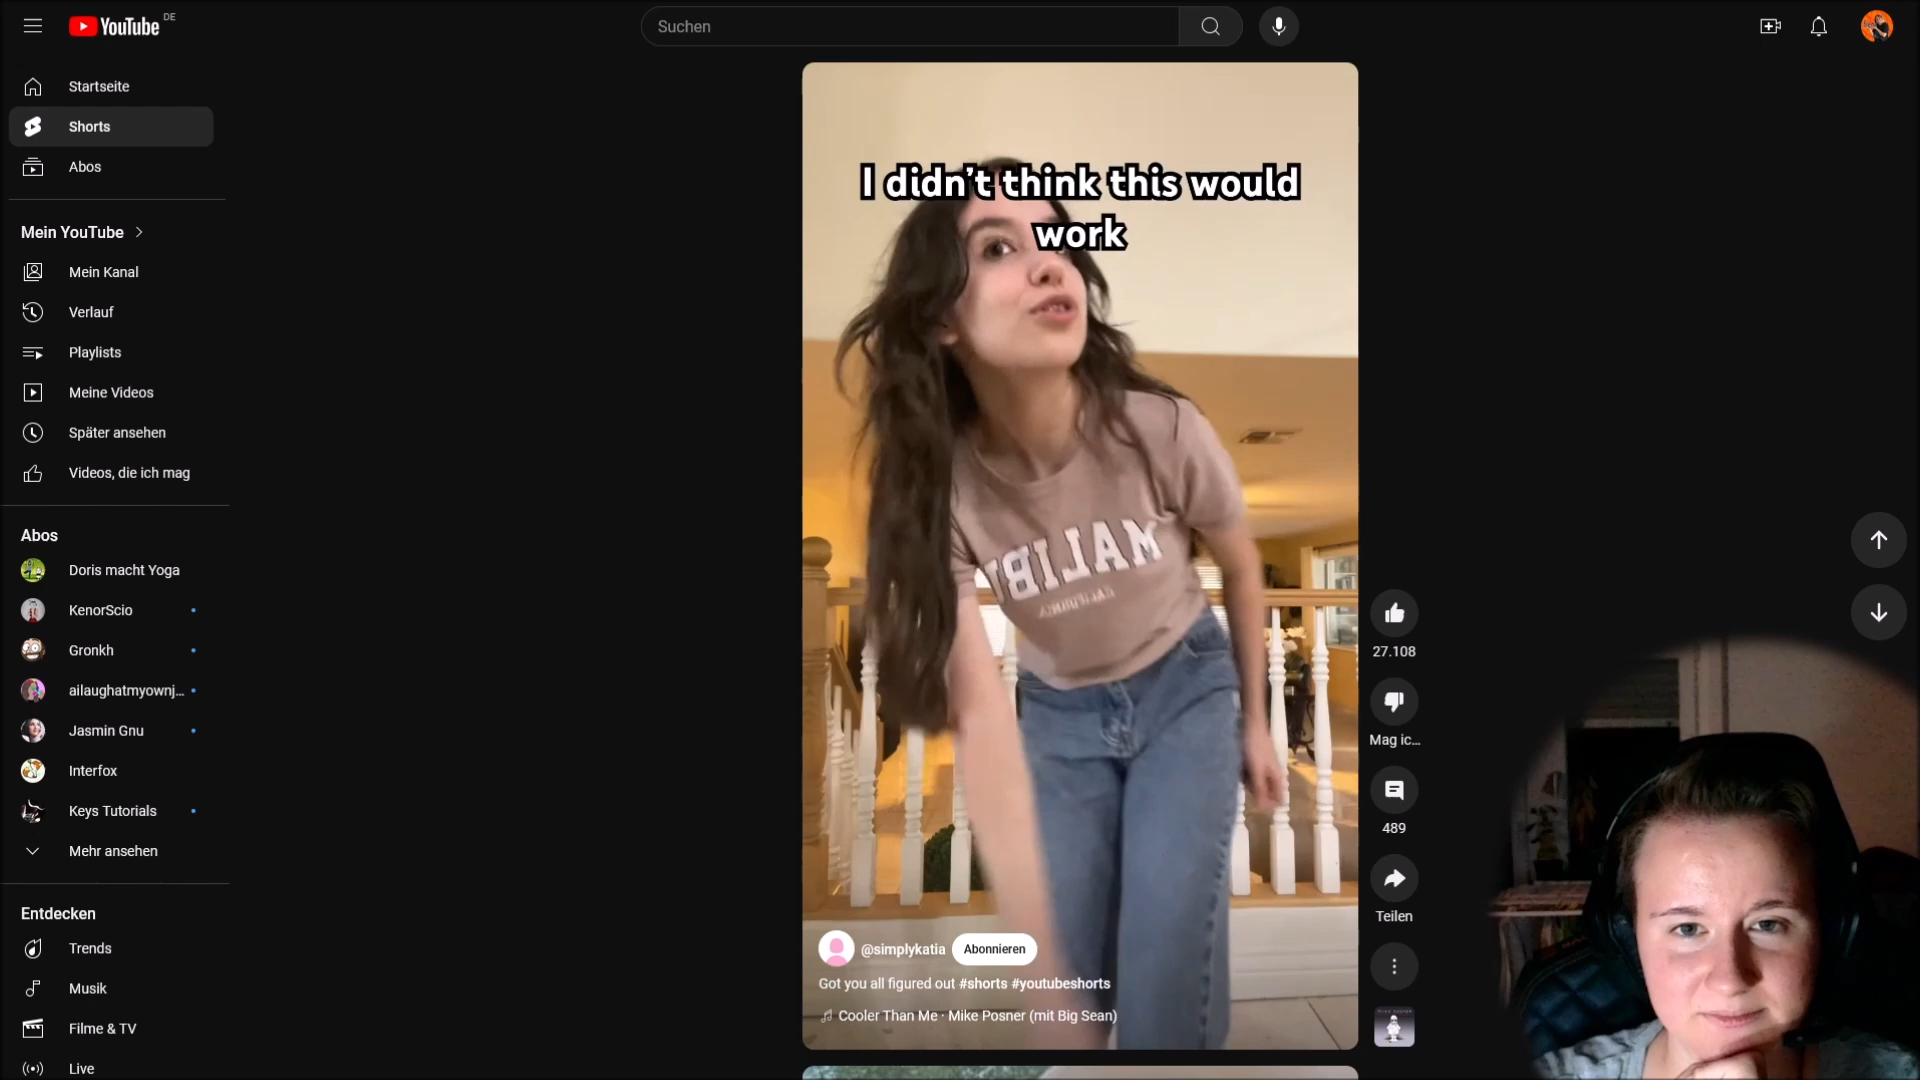 YouTube DE
Suchen
Startseite
Shorts
Abos
Mein YouTube
Mein Kanal
Verlauf
Playlists
Meine Videos
Später ansehen
Videos, die ich mag
Abos
Doris macht Yoga
KenorScio
Gronkh
ailaughatmyownj...
Jasmin Gnu
Interfox
Keys Tutorials
Mehr ansehen
Entdecken
Trends
Musik
Filme & TV
Live
I didn't think this would
work
MALIBU
CALIFORNIA
@simplykatia Abonnieren
Got you all figured out #shorts #youtubeshorts
Cooler Than Me · Mike Posner (mit Big Sean)
27.108
Mag ic...
489
Teilen